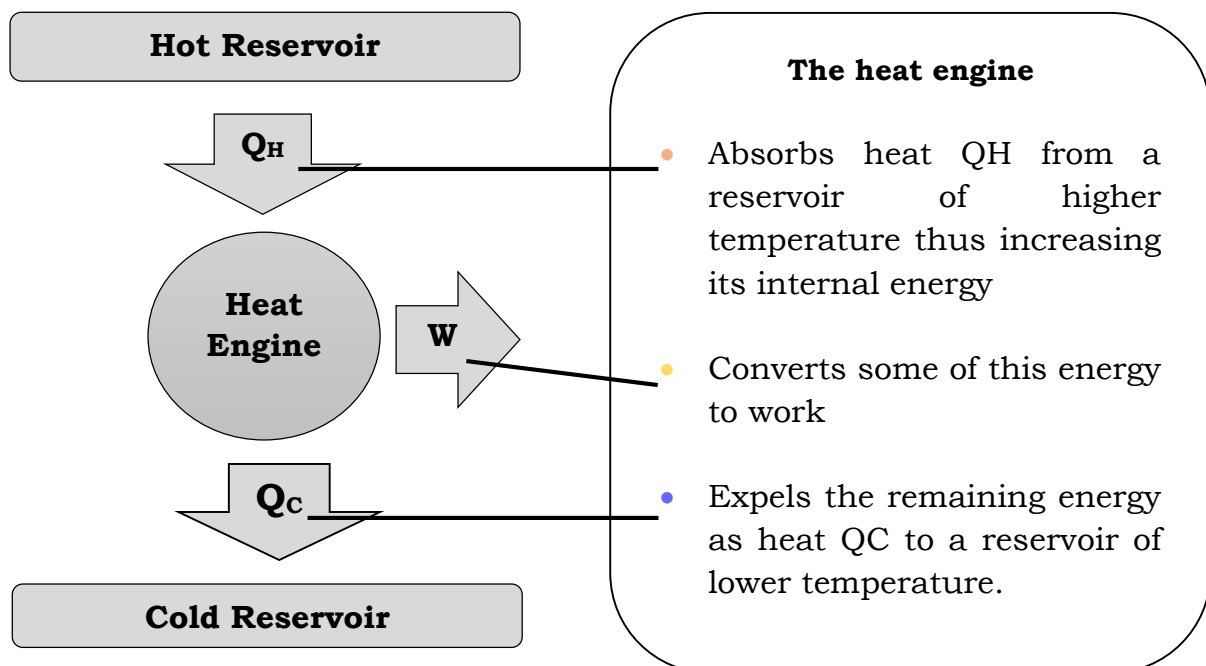 Hot Reservoir
QH
Heat
Engine
W
QC
Cold Reservoir
The heat engine
• Absorbs heat QH from a
reservoir of higher
temperature thus increasing
its internal energy
• Converts some of this energy
to work
• Expels the remaining energy
as heat QC to a reservoir of
lower temperature.